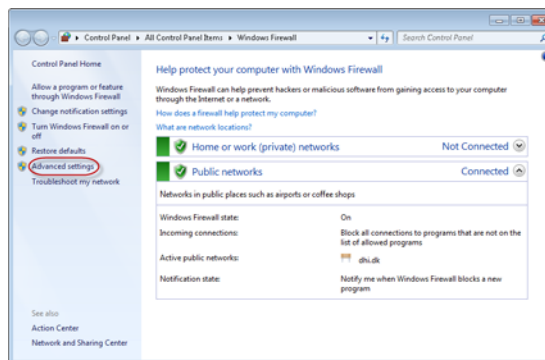 Control Panel ▸ All Control Panel Items ▸ Windows Firewall
Search Control Panel
Control Panel Home
Allow a program or feature
through Windows Firewall
Change notification settings
Turn Windows Firewall on or
off
Restore defaults
Advanced settings
Troubleshoot my network
See also
Action Center
Network and Sharing Center
Help protect your computer with Windows Firewall
Windows Firewall can help prevent hackers or malicious software from gaining access to your computer
through the Internet or a network.
How does a firewall help protect my computer?
What are network locations?
Home or work (private) networks Not Connected
Public networks Connected
Networks in public places such as airports or coffee shops
Windows Firewall state: On
Incoming connections: Block all connections to programs that are not on the
list of allowed programs
Active public networks: dhi.dk
Notification state: Notify me when Windows Firewall blocks a new
program